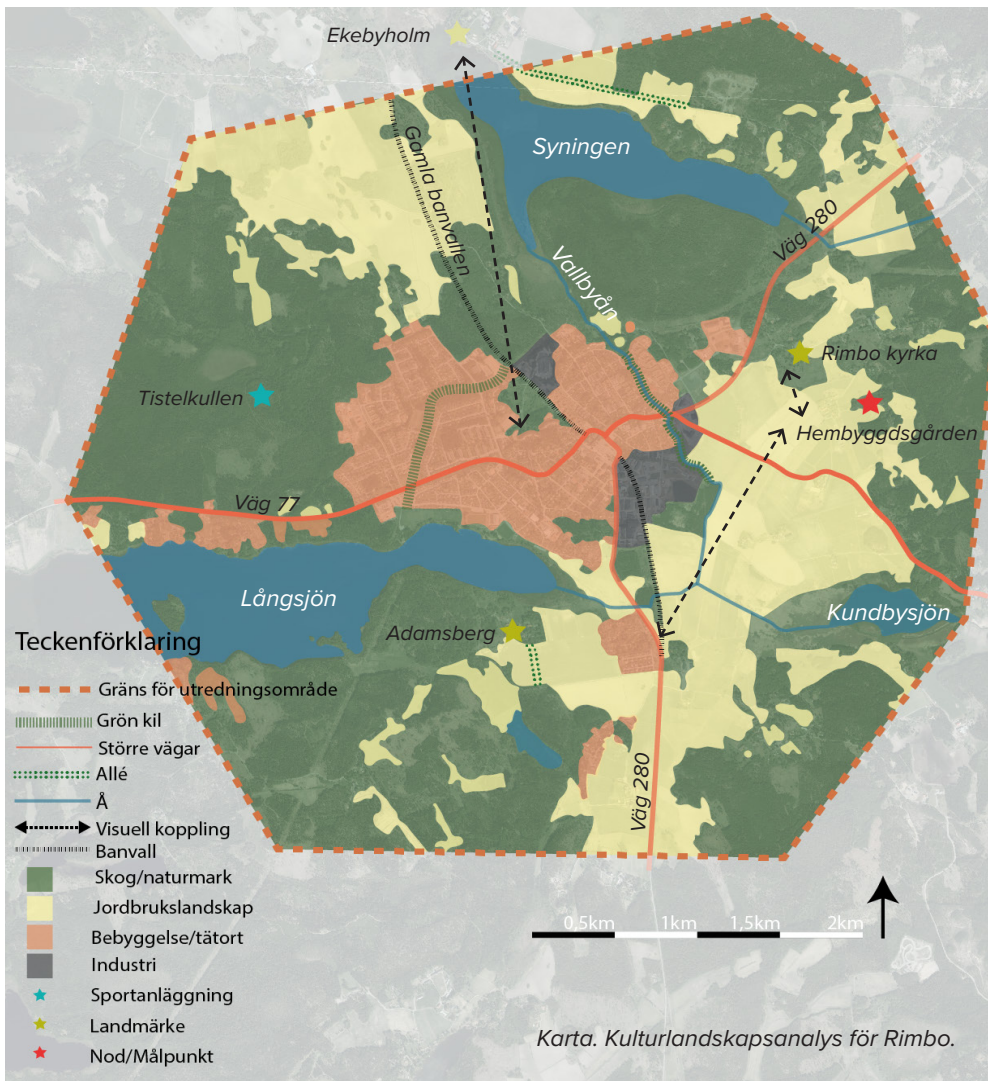 Ekebyholm
Syningen
Gamla banvallen
Väg 280
Vallbyån
Rimbo kyrka
Tistelkullen
Hembyggdsgården
Väg 77
Långsjön
Kundbysjön
Adamsberg
Väg 280
Teckenförklaring
Gräns för utredningsområde
Grön kil
Större vägar
Allé
Å
Visuell koppling
Banvall
Skog/naturmark
Jordbrukslandskap
Bebyggelse/tätort
Industri
Sportanläggning
Landmärke
Nod/Målpunkt
0,5km 1km 1,5km 2km
Karta. Kulturlandskapsanalys för Rimbo.